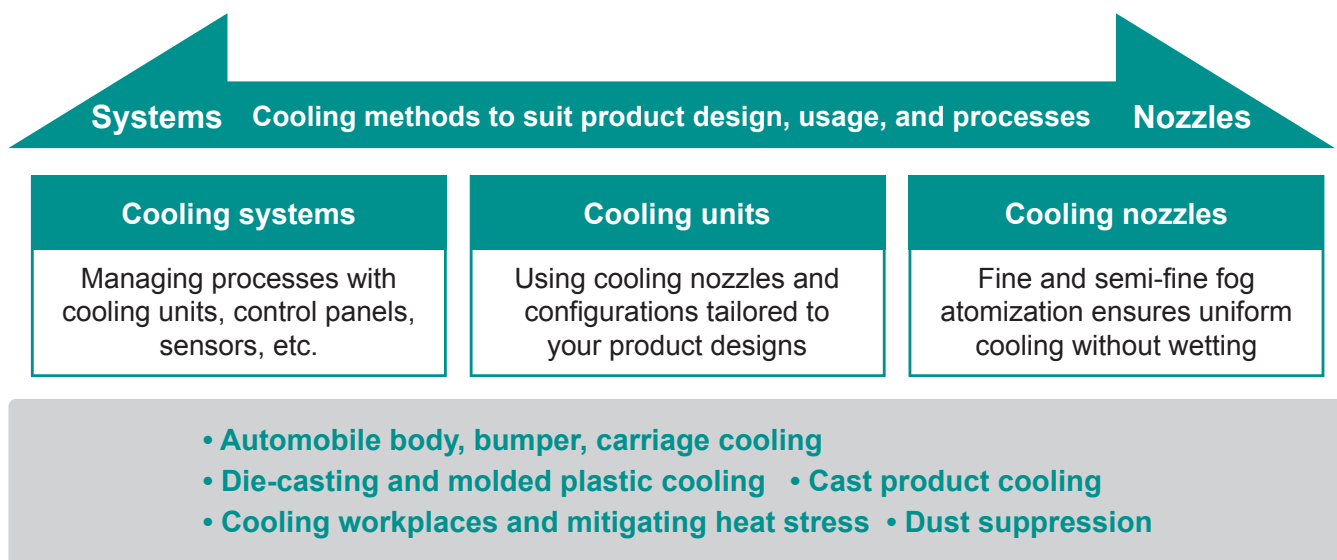 Systems Cooling methods to suit product design, usage, and processes Nozzles
Cooling systems
Managing processes with
cooling units, control panels,
sensors, etc.
Cooling units
Using cooling nozzles and
configurations tailored to
your product designs
Cooling nozzles
Fine and semi-fine fog
atomization ensures uniform
cooling without wetting
• Automobile body, bumper, carriage cooling
• Die-casting and molded plastic cooling • Cast product cooling
• Cooling workplaces and mitigating heat stress • Dust suppression